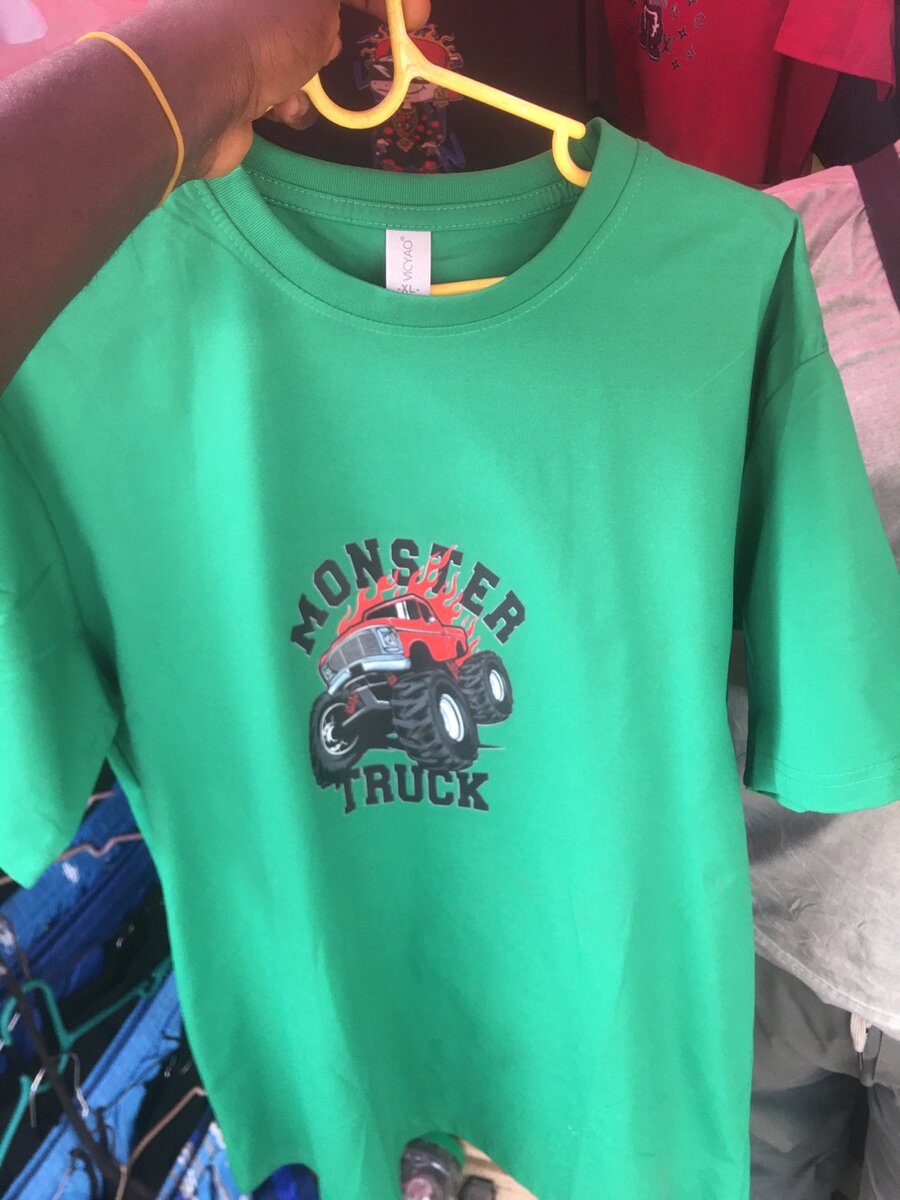 VICYAO®
-XL-
MONSTER
TRUCK